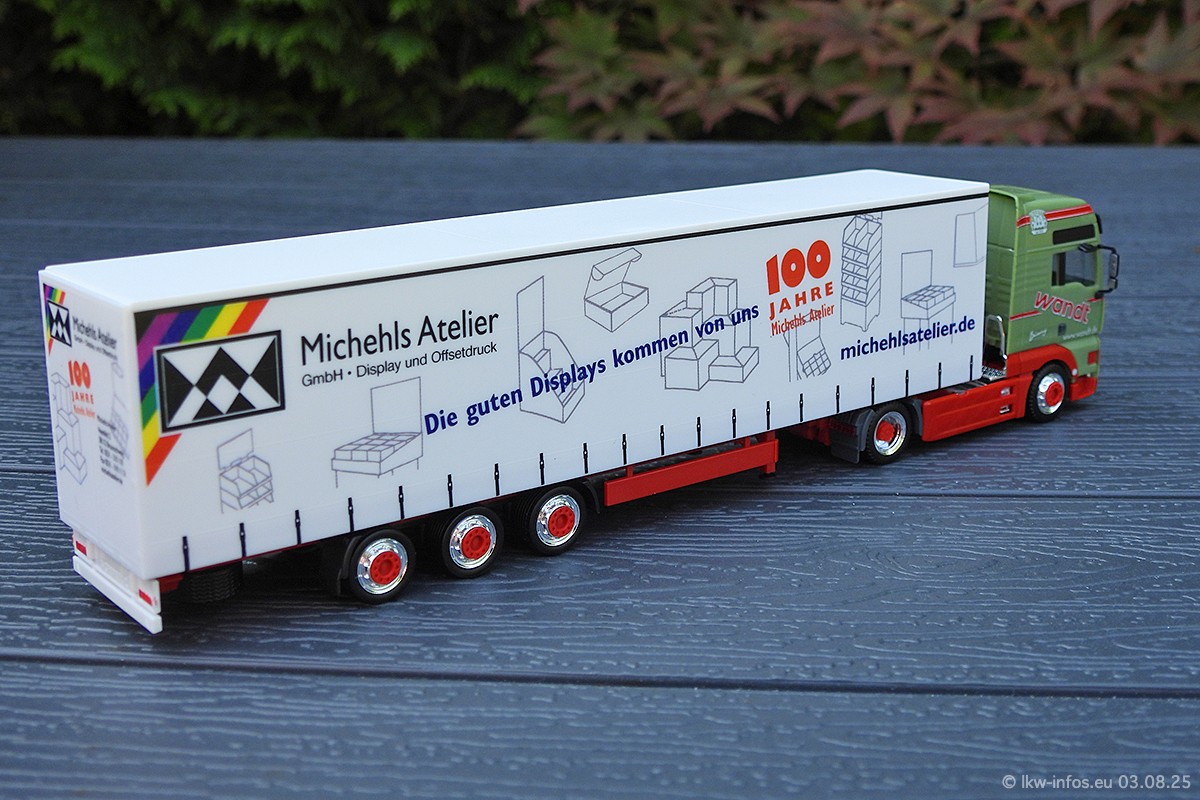 Michehls Atelier
GmbH • Display und Offsetdruck
Die guten Displays kommen von uns
100
JAHRE
Michehls Atelier
michehlsatelier.de
Michehls Atelier
100
JAHRE
wandt
© lkw-infos.eu 03.08.25